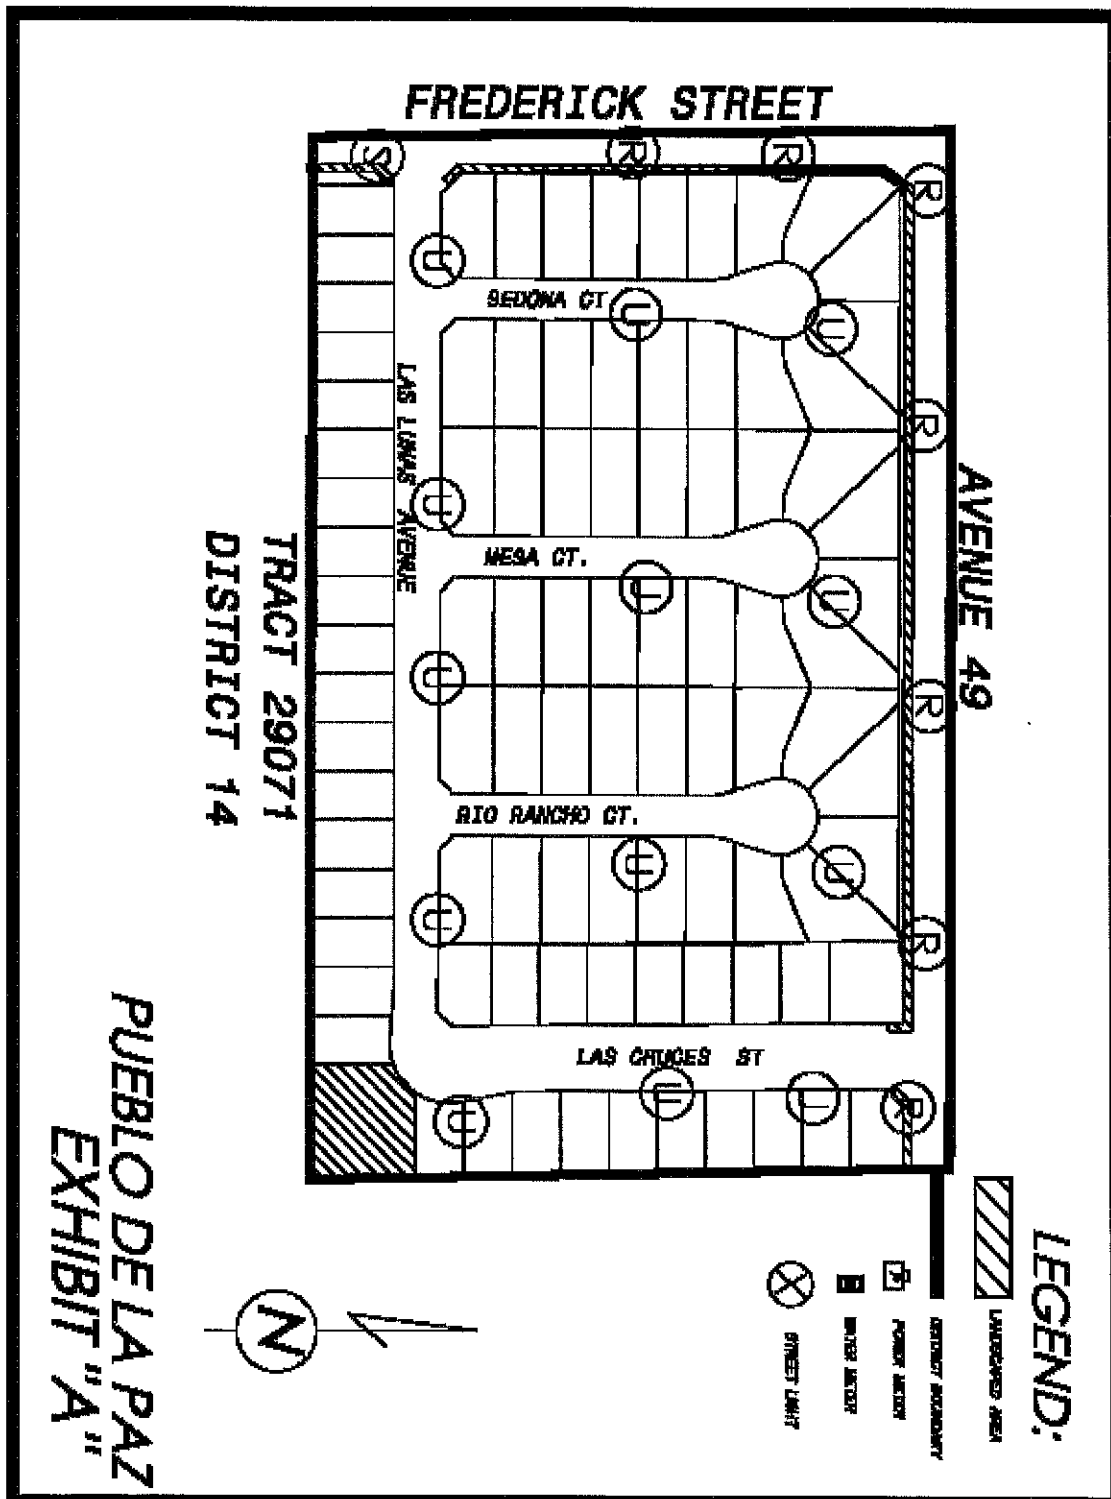 FREDERICK STREET
S
R
R
R
U
SEDONA CT
U
U
R
LAS LUNAS AVENUE
AVENUE 49
U
MESA CT.
U
U
TRACT 29071
DISTRICT 14
U
R
RIO RANCHO CT.
U
U
U
R
LAS CRUCES ST
U
U
U
R
LEGEND:
LANDSCAPED AREA
DISTRICT BOUNDARY
POWER METER
WATER METER
STREET LIGHT
N
PUEBLO DE LA PAZ
EXHIBIT "A"